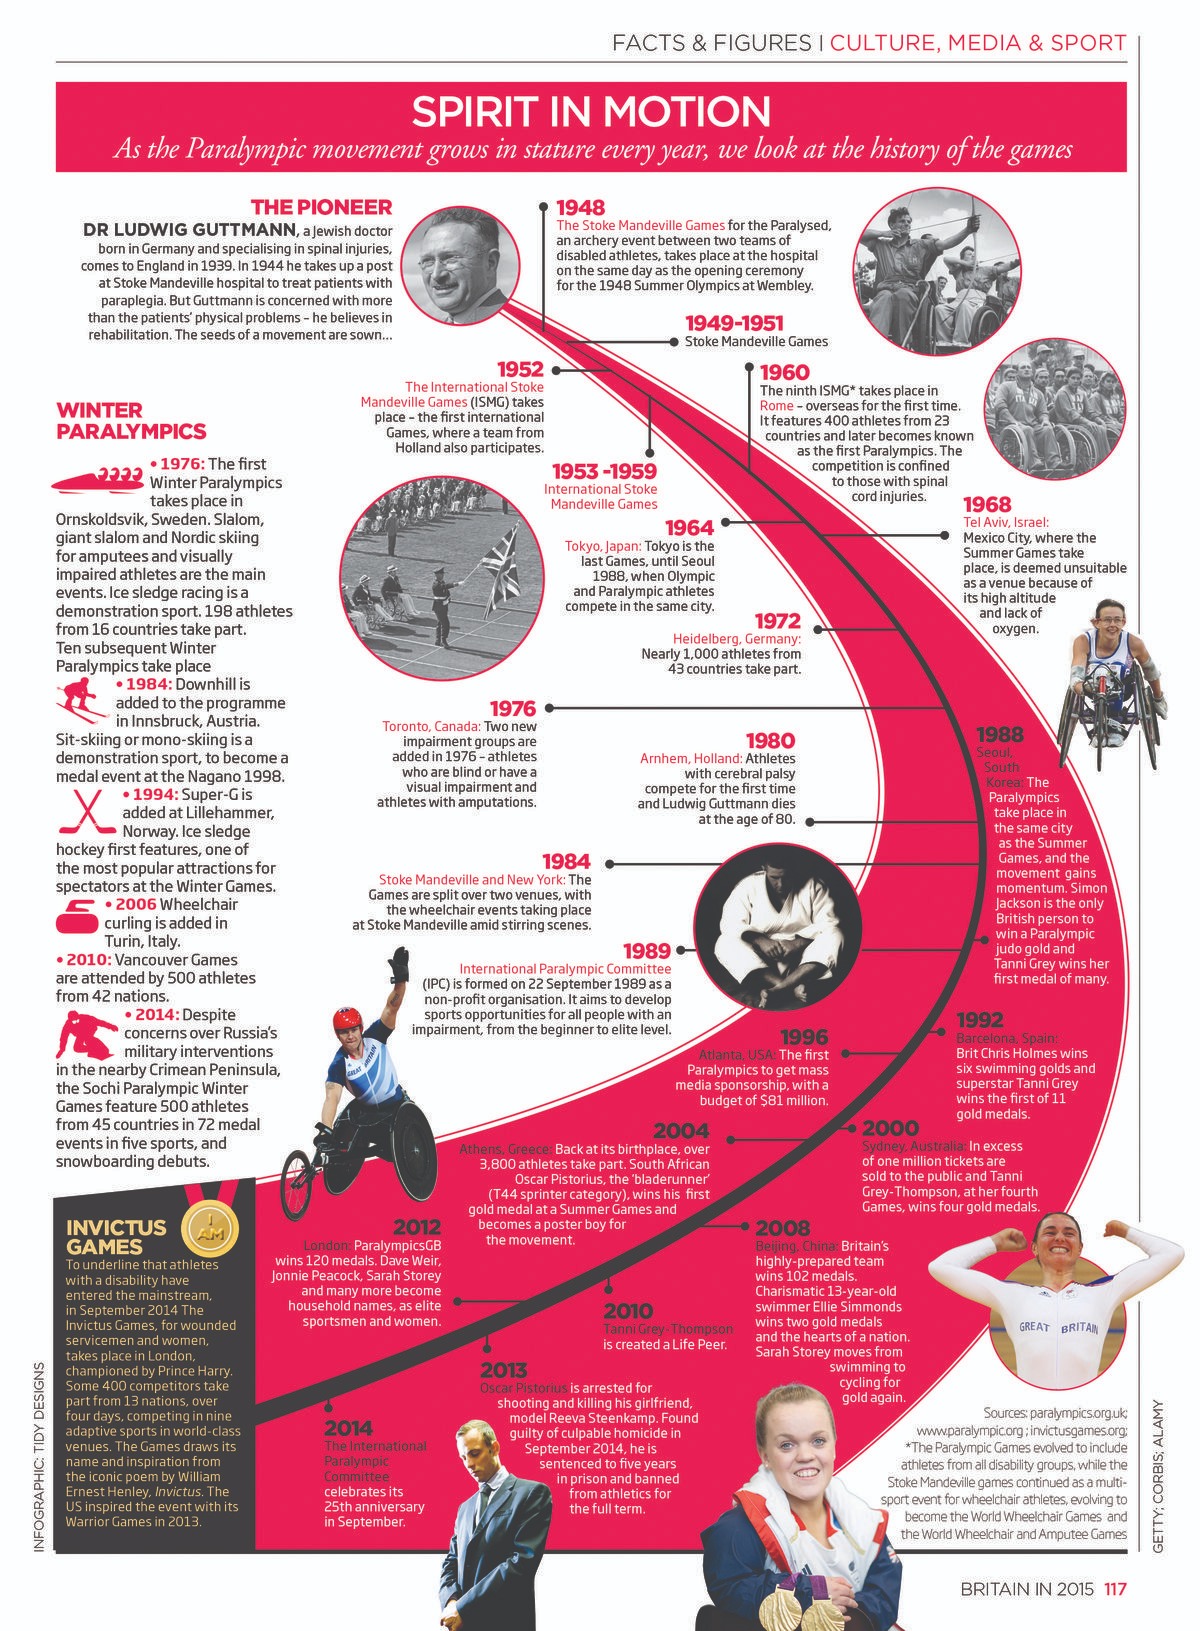 FACTS & FIGURES | CULTURE, MEDIA & SPORT
SPIRIT IN MOTION
As the Paralympic movement grows in stature every year, we look at the history of the games
THE PIONEER
DR LUDWIG GUTTMANN, a Jewish doctor
born in Germany and specialising in spinal injuries,
comes to England in 1939. In 1944 he takes up a post
at Stoke Mandeville hospital to treat patients with
paraplegia. But Guttmann is concerned with more
than the patients' physical problems – he believes in
rehabilitation. The seeds of a movement are sown...
1948
The Stoke Mandeville Games for the Paralysed,
an archery event between two teams of
disabled athletes, takes place at the hospital
on the same day as the opening ceremony
for the 1948 Summer Olympics at Wembley.
1949-1951
Stoke Mandeville Games
1952
The International Stoke
Mandeville Games (ISMG) takes
place – the first international
Games, where a team from
Holland also participates.
1953 -1959
International Stoke
Mandeville Games
1960
The ninth ISMG* takes place in
Rome – overseas for the first time.
It features 400 athletes from 23
countries and later becomes known
as the first Paralympics. The
competition is confined
to those with spinal
cord injuries.
1964
Tokyo, Japan: Tokyo is the
last Games, until Seoul
1988, when Olympic
and Paralympic athletes
compete in the same city.
1968
Tel Aviv, Israel:
Mexico City, where the
Summer Games take
place, is deemed unsuitable
as a venue because of
its high altitude
and lack of
oxygen.
1972
Heidelberg, Germany:
Nearly 1,000 athletes from
43 countries take part.
1976
Toronto, Canada: Two new
impairment groups are
added in 1976 – athletes
who are blind or have a
visual impairment and
athletes with amputations.
1980
Arnhem, Holland: Athletes
with cerebral palsy
compete for the first time
and Ludwig Guttmann dies
at the age of 80.
1984
Stoke Mandeville and New York: The
Games are split over two venues, with
the wheelchair events taking place
at Stoke Mandeville amid stirring scenes.
1988
Seoul,
South
Korea: The
Paralympics
take place in
the same city
as the Summer
Games, and the
movement gains
momentum. Simon
Jackson is the only
British person to
win a Paralympic
judo gold and
Tanni Grey wins her
first medal of many.
1989
International Paralympic Committee
(IPC) is formed on 22 September 1989 as a
non-profit organisation. It aims to develop
sports opportunities for all people with an
impairment, from the beginner to elite level.
1992
Barcelona, Spain:
Brit Chris Holmes wins
six swimming golds and
superstar Tanni Grey
wins the first of 11
gold medals.
1996
Atlanta, USA: The first
Paralympics to get mass
media sponsorship, with a
budget of $81 million.
2000
Sydney, Australia: In excess
of one million tickets are
sold to the public and Tanni
Grey-Thompson, at her fourth
Games, wins four gold medals.
2004
Athens, Greece: Back at its birthplace, over
3,800 athletes take part. South African
Oscar Pistorius, the 'bladerunner'
(T44 sprinter category), wins his first
gold medal at a Summer Games and
becomes a poster boy for
the movement.
2008
Beijing, China: Britain's
highly-prepared team
wins 102 medals.
Charismatic 13-year-old
swimmer Ellie Simmonds
wins two gold medals
and the hearts of a nation.
Sarah Storey moves from
swimming to
cycling for
gold again.
2010
Tanni Grey-Thompson
is created a Life Peer.
2012
London: ParalympicsGB
wins 120 medals. Dave Weir,
Jonnie Peacock, Sarah Storey
and many more become
household names, as elite
sportsmen and women.
2013
Oscar Pistorius is arrested for
shooting and killing his girlfriend,
model Reeva Steenkamp. Found
guilty of culpable homicide in
September 2014, he is
sentenced to five years
in prison and banned
from athletics for
the full term.
2014
The International
Paralympic
Committee
celebrates its
25th anniversary
in September.
WINTER
PARALYMPICS
• 1976: The first
Winter Paralympics
takes place in
Ornskoldsvik, Sweden. Slalom,
giant slalom and Nordic skiing
for amputees and visually
impaired athletes are the main
events. Ice sledge racing is a
demonstration sport. 198 athletes
from 16 countries take part.
Ten subsequent Winter
Paralympics take place
• 1984: Downhill is
added to the programme
in Innsbruck, Austria.
Sit-skiing or mono-skiing is a
demonstration sport, to become a
medal event at the Nagano 1998.
• 1994: Super-G is
added at Lillehammer,
Norway. Ice sledge
hockey first features, one of
the most popular attractions for
spectators at the Winter Games.
• 2006 Wheelchair
curling is added in
Turin, Italy.
• 2010: Vancouver Games
are attended by 500 athletes
from 42 nations.
• 2014: Despite
concerns over Russia's
military interventions
in the nearby Crimean Peninsula,
the Sochi Paralympic Winter
Games feature 500 athletes
from 45 countries in 72 medal
events in five sports, and
snowboarding debuts.
INVICTUS
GAMES
I
AM
To underline that athletes
with a disability have
entered the mainstream,
in September 2014 The
Invictus Games, for wounded
servicemen and women,
takes place in London,
championed by Prince Harry.
Some 400 competitors take
part from 13 nations, over
four days, competing in nine
adaptive sports in world-class
venues. The Games draws its
name and inspiration from
the iconic poem by William
Ernest Henley, Invictus. The
US inspired the event with its
Warrior Games in 2013.
GREAT BRITAIN
GREAT BRITAIN
Sources: paralympics.org.uk;
www.paralympic.org ; invictusgames.org;
*The Paralympic Games evolved to include
athletes from all disability groups, while the
Stoke Mandeville games continued as a multi-
sport event for wheelchair athletes, evolving to
become the World Wheelchair Games and
the World Wheelchair and Amputee Games
INFOGRAPHIC: TIDY DESIGNS
GETTY; CORBIS; ALAMY
BRITAIN IN 2015 117